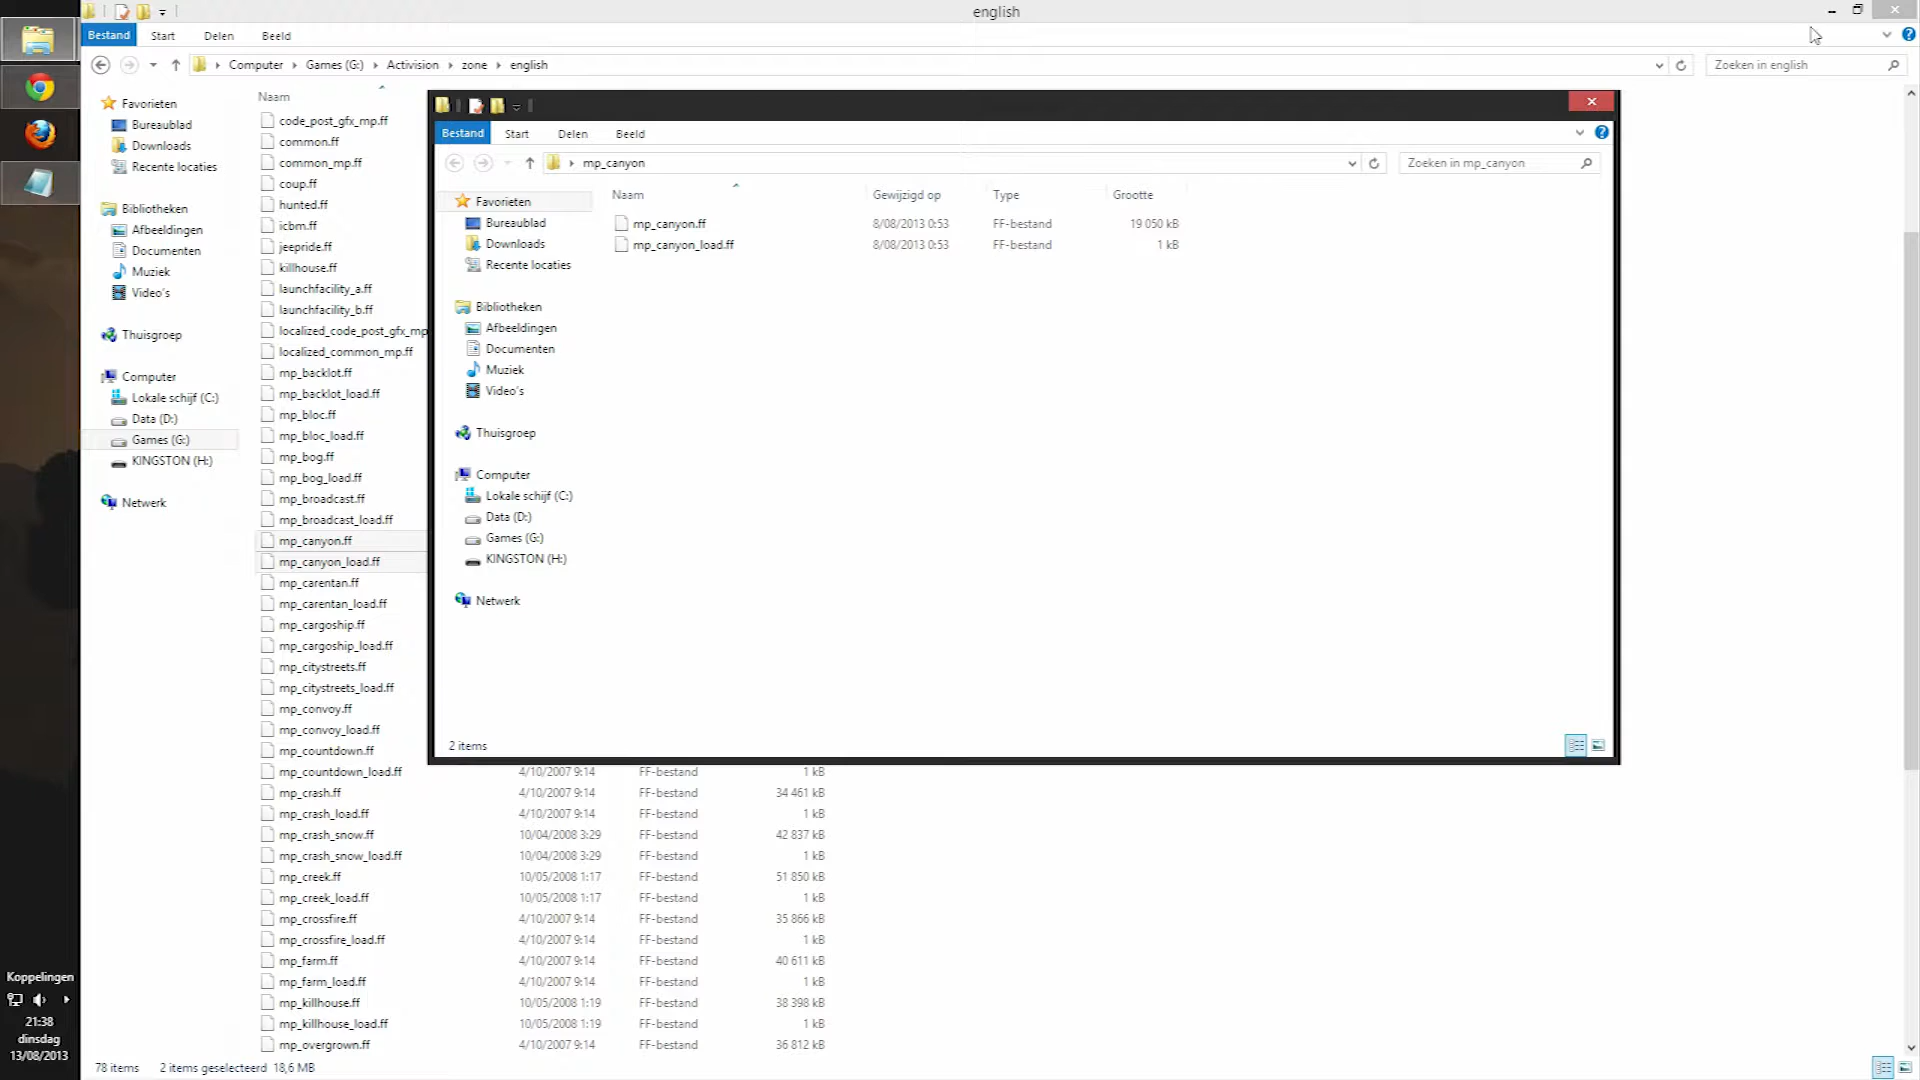 english
Bestand Start Delen Beeld
Computer Games (G:) Activision zone english
Zoeken in english
Favorieten
Bureaublad
Downloads
Recente locaties
Bibliotheken
Afbeeldingen
Documenten
Muziek
Video's
Thuisgroep
Computer
Lokale schijf (C:)
Data (D:)
Games (G:)
KINGSTON (H:)
Netwerk
Naam
code_post_gfx_mp.ff
common.ff
common_mp.ff
coup.ff
hunted.ff
icbm.ff
jeepride.ff
killhouse.ff
launchfacility_a.ff
launchfacility_b.ff
localized_code_post_gfx_mp
localized_common_mp.ff
mp_backlot.ff
mp_backlot_load.ff
mp_bloc.ff
mp_bloc_load.ff
mp_bog.ff
mp_bog_load.ff
mp_broadcast.ff
mp_broadcast_load.ff
mp_canyon.ff
mp_canyon_load.ff
mp_carentan.ff
mp_carentan_load.ff
mp_cargoship.ff
mp_cargoship_load.ff
mp_citystreets.ff
mp_citystreets_load.ff
mp_convoy.ff
mp_convoy_load.ff
mp_countdown.ff
mp_countdown_load.ff 4/10/2007 9:14 FF-bestand 1 kB
mp_crash.ff 4/10/2007 9:14 FF-bestand 34 461 kB
mp_crash_load.ff 4/10/2007 9:14 FF-bestand 1 kB
mp_crash_snow.ff 10/04/2008 3:29 FF-bestand 42 837 kB
mp_crash_snow_load.ff 10/04/2008 3:29 FF-bestand 1 kB
mp_creek.ff 10/05/2008 1:17 FF-bestand 51 850 kB
mp_creek_load.ff 10/05/2008 1:17 FF-bestand 1 kB
mp_crossfire.ff 4/10/2007 9:14 FF-bestand 35 866 kB
mp_crossfire_load.ff 4/10/2007 9:14 FF-bestand 1 kB
mp_farm.ff 4/10/2007 9:14 FF-bestand 40 611 kB
mp_farm_load.ff 4/10/2007 9:14 FF-bestand 1 kB
mp_killhouse.ff 10/05/2008 1:19 FF-bestand 38 398 kB
mp_killhouse_load.ff 10/05/2008 1:19 FF-bestand 1 kB
mp_overgrown.ff 4/10/2007 9:14 FF-bestand 36 812 kB
78 items 2 items geselecteerd 18,6 MB
Bestand Start Delen Beeld
mp_canyon
Zoeken in mp_canyon
Favorieten
Bureaublad
Downloads
Recente locaties
Bibliotheken
Afbeeldingen
Documenten
Muziek
Video's
Thuisgroep
Computer
Lokale schijf (C:)
Data (D:)
Games (G:)
KINGSTON (H:)
Netwerk
Naam Gewijzigd op Type Grootte
mp_canyon.ff 8/08/2013 0:53 FF-bestand 19 050 kB
mp_canyon_load.ff 8/08/2013 0:53 FF-bestand 1 kB
2 items
Koppelingen
21:38
dinsdag
13/08/2013